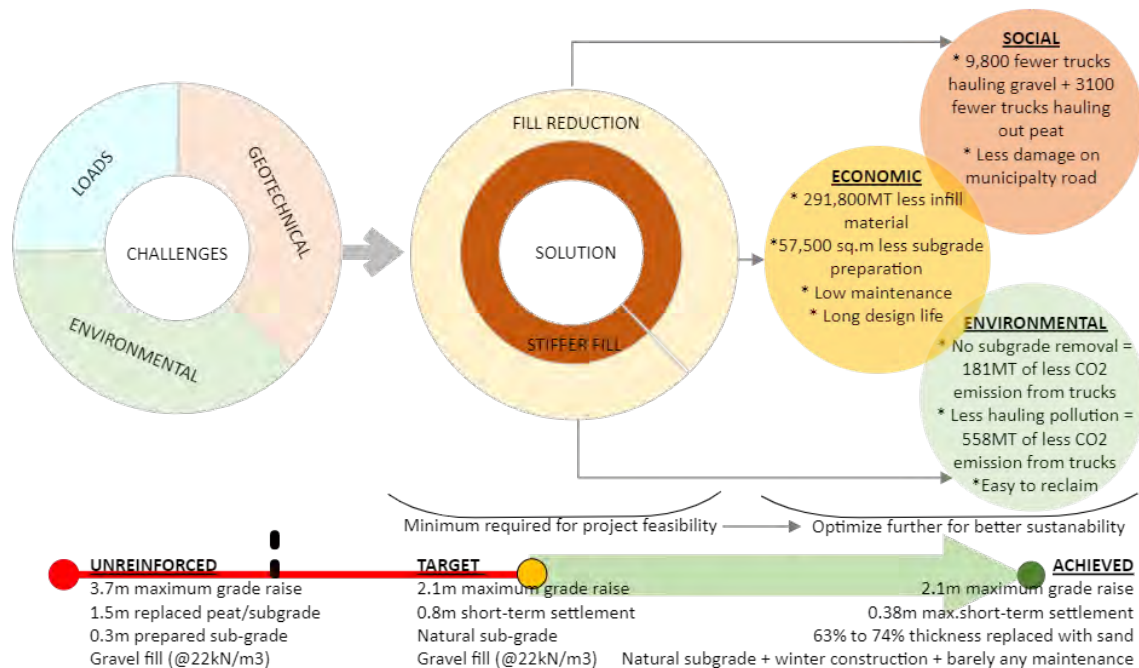 LOADS
GEOTECHNICAL
CHALLENGES
ENVIRONMENTAL
FILL REDUCTION
SOLUTION
STIFFER FILL
SOCIAL
* 9,800 fewer trucks
hauling gravel + 3100
fewer trucks hauling
out peat
* Less damage on
municipalty road
ECONOMIC
* 291,800MT less infill
material
*57,500 sq.m less subgrade
preparation
* Low maintenance
* Long design life
ENVIRONMENTAL
* No subgrade removal =
181MT of less CO2
emission from trucks
* Less hauling pollution =
558MT of less CO2
emission from trucks
*Easy to reclaim
Minimum required for project feasibility
Optimize further for better sustanability
UNREINFORCED
3.7m maximum grade raise
1.5m replaced peat/subgrade
0.3m prepared sub-grade
Gravel fill (@22kN/m3)
TARGET
2.1m maximum grade raise
0.8m short-term settlement
Natural sub-grade
Gravel fill (@22kN/m3)
ACHIEVED
2.1m maximum grade raise
0.38m max.short-term settlement
63% to 74% thickness replaced with sand
Natural subgrade + winter construction + barely any maintenance